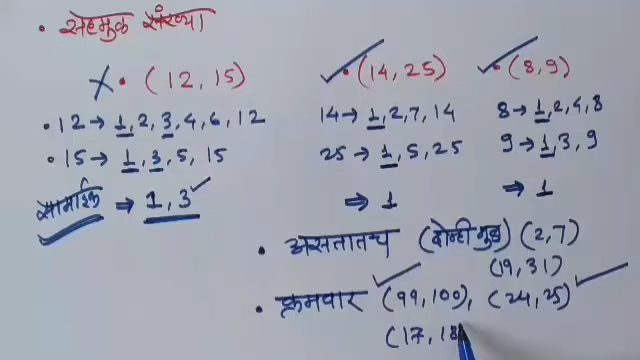 • सहमुळ संख्या
✗ • (12, 15) ✓ • (14, 25) ✓ • (8, 9)
• 12 → 1, 2, 3, 4, 6, 12
• 15 → 1, 3, 5, 15
सामाईक ⇒ 1, 3 ✓
14 → 1, 2, 7, 14
25 → 1, 5, 25
⇒ 1
8 → 1, 2, 4, 8
9 → 1, 3, 9
⇒ 1
• असतातच (दोन्ही मुळ) (2, 7)
(19, 31)
• क्रमवार (99, 100), (24, 25)
(17, 18